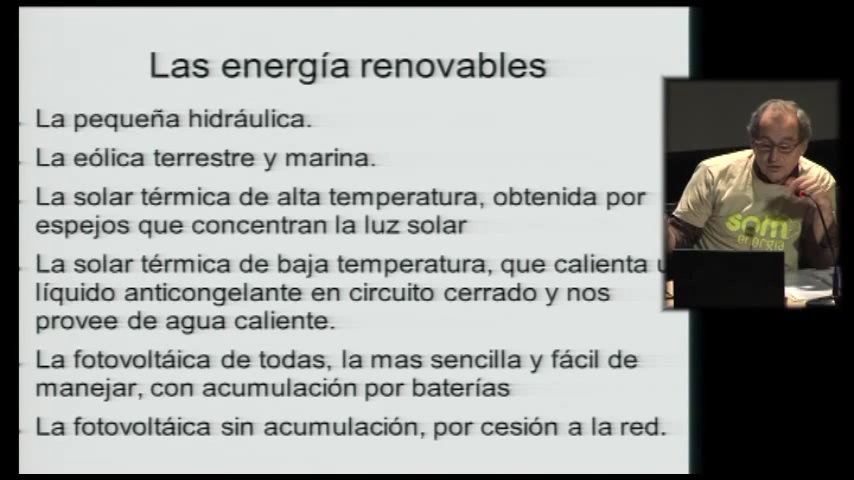 Las energía renovables
La pequeña hidráulica.
La eólica terrestre y marina.
La solar térmica de alta temperatura, obtenida por
espejos que concentran la luz solar
La solar térmica de baja temperatura, que calienta
líquido anticongelante en circuito cerrado y nos
provee de agua caliente.
La fotovoltáica de todas, la mas sencilla y fácil de
manejar, con acumulación por baterías
La fotovoltáica sin acumulación, por cesión a la red.
som
energia